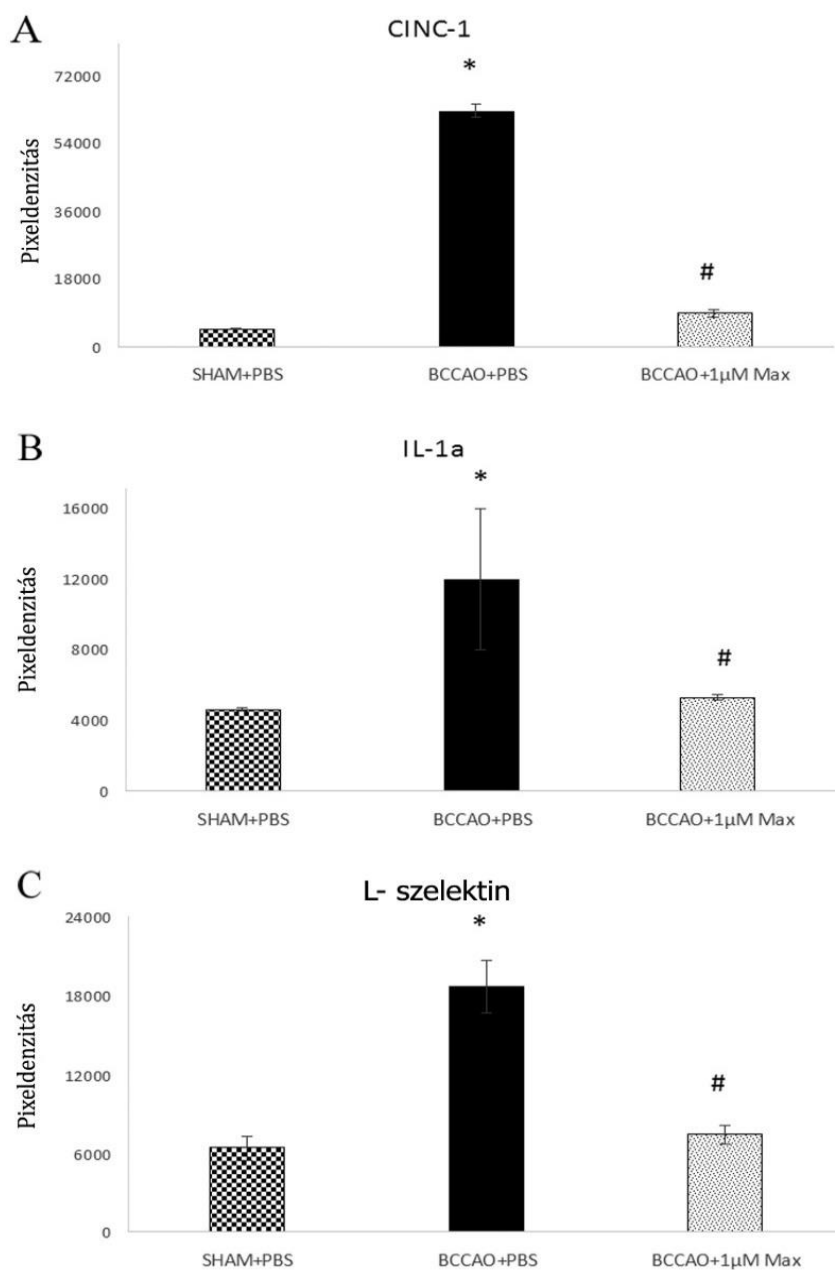 A
CINC-1
Pixeldenzitás
72000
54000
36000
18000
0
*
#
SHAM+PBS
BCCAO+PBS
BCCAO+1µM Max
B
IL-1a
Pixeldenzitás
16000
12000
8000
4000
0
*
#
SHAM+PBS
BCCAO+PBS
BCCAO+1µM Max
C
L- szelektin
Pixeldenzitás
24000
18000
12000
6000
0
*
#
SHAM+PBS
BCCAO+PBS
BCCAO+1µM Max